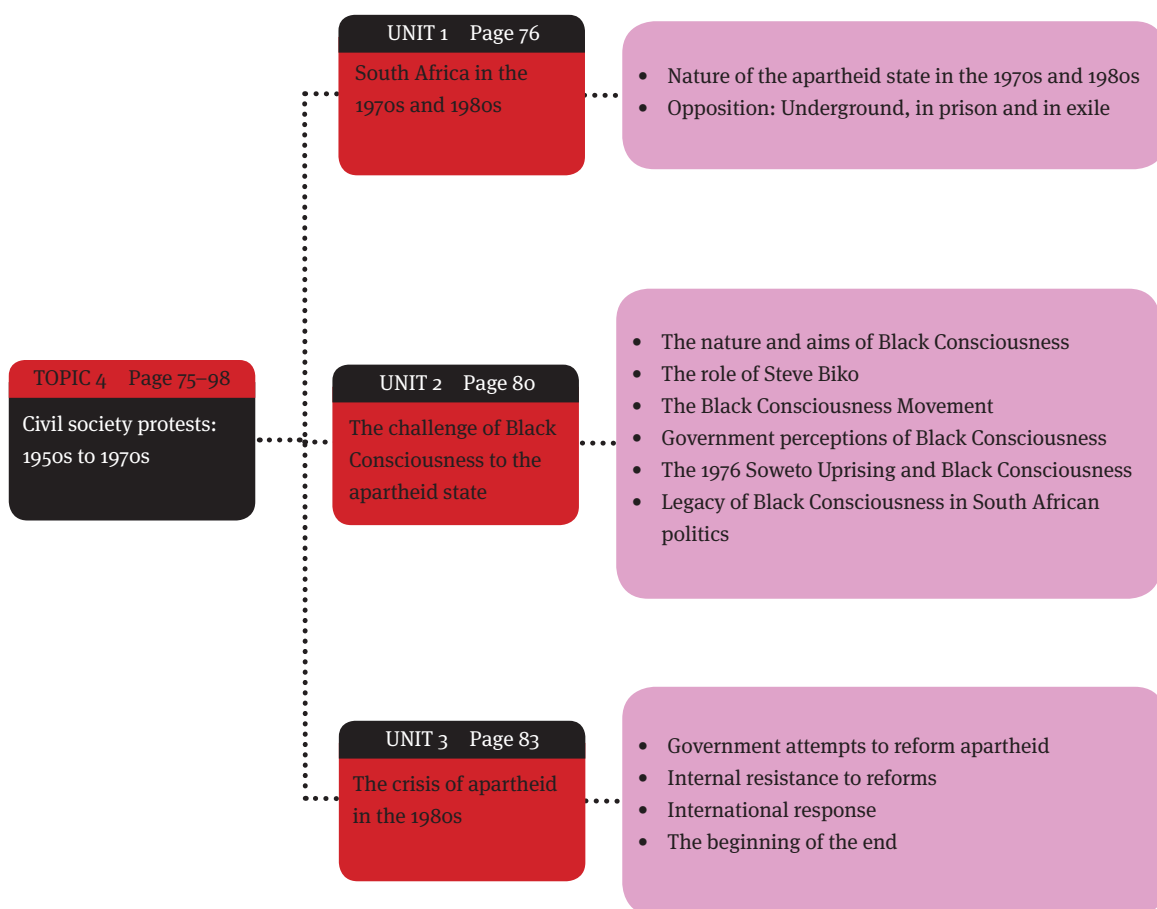 UNIT 1 Page 76
South Africa in the
1970s and 1980s
• Nature of the apartheid state in the 1970s and 1980s
• Opposition: Underground, in prison and in exile
TOPIC 4 Page 75–98
Civil society protests:
1950s to 1970s
UNIT 2 Page 80
The challenge of Black
Consciousness to the
apartheid state
• The nature and aims of Black Consciousness
• The role of Steve Biko
• The Black Consciousness Movement
• Government perceptions of Black Consciousness
• The 1976 Soweto Uprising and Black Consciousness
• Legacy of Black Consciousness in South African
politics
UNIT 3 Page 83
The crisis of apartheid
in the 1980s
• Government attempts to reform apartheid
• Internal resistance to reforms
• International response
• The beginning of the end